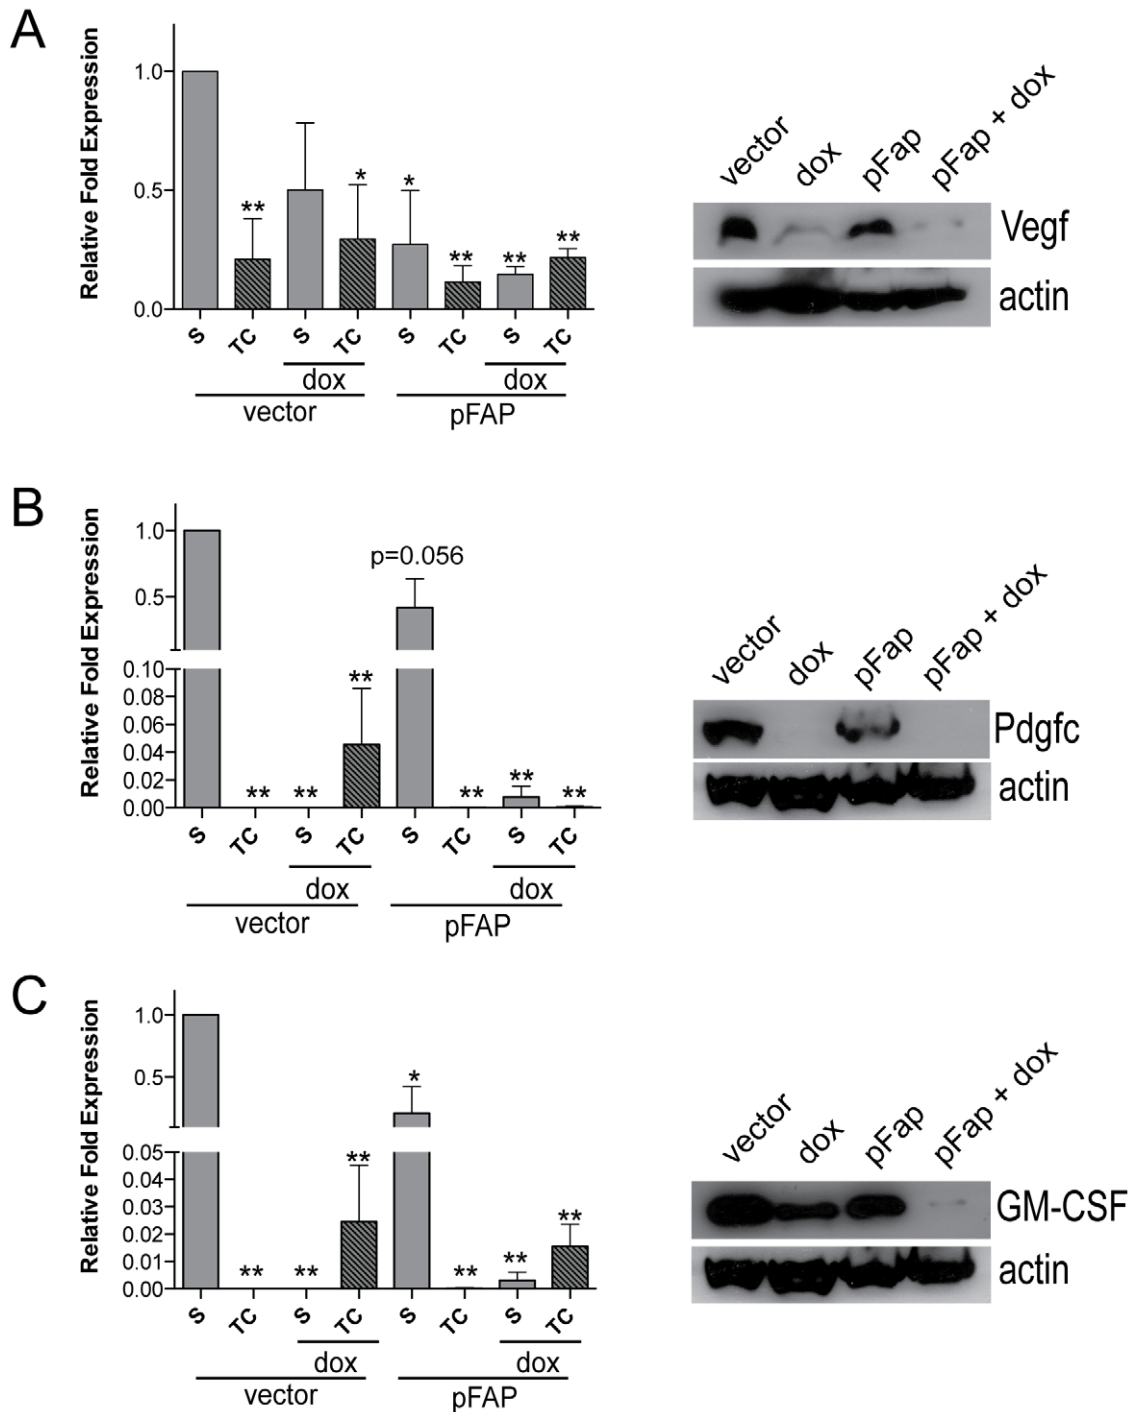 A
Relative Fold Expression
1.0
0.5
0.0
** * * ** ** **
S TC S TC S TC S TC
dox dox
vector pFAP
vector dox pFap pFap + dox
Vegf
actin
B
Relative Fold Expression
1.0
0.5
0.10
0.08
0.06
0.04
0.02
0.00
p=0.056
** ** ** ** ** **
S TC S TC S TC S TC
dox dox
vector pFAP
vector dox pFap pFap + dox
Pdgfc
actin
C
Relative Fold Expression
1.0
0.5
0.05
0.04
0.03
0.02
0.01
0.00
** ** ** * ** ** **
S TC S TC S TC S TC
dox dox
vector pFAP
vector dox pFap pFap + dox
GM-CSF
actin